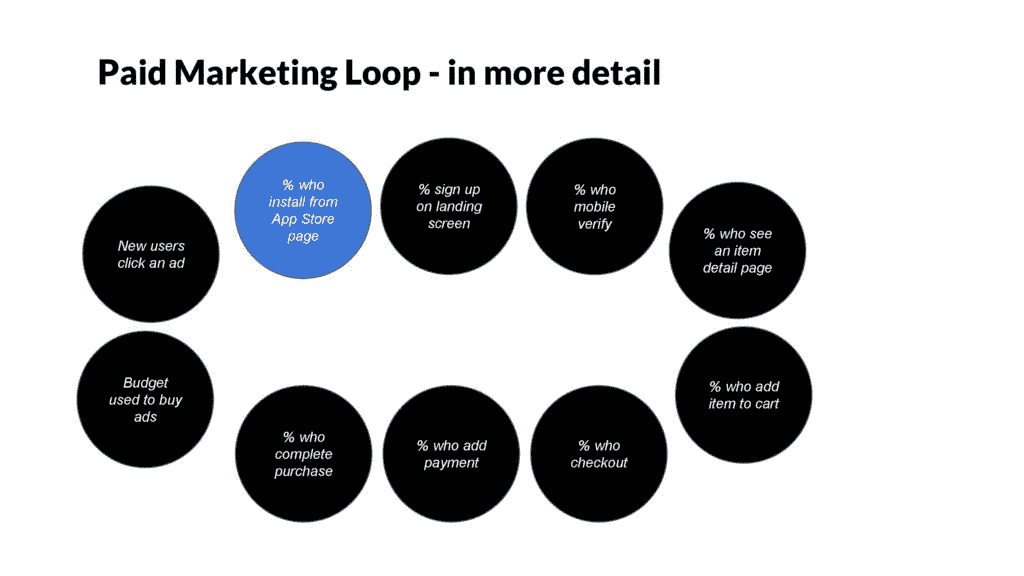 Paid Marketing Loop - in more detail
New users
click an ad
% who
install from
App Store
page
% sign up
on landing
screen
% who
mobile
verify
% who see
an item
detail page
% who add
item to cart
% who
checkout
% who add
payment
% who
complete
purchase
Budget
used to buy
ads